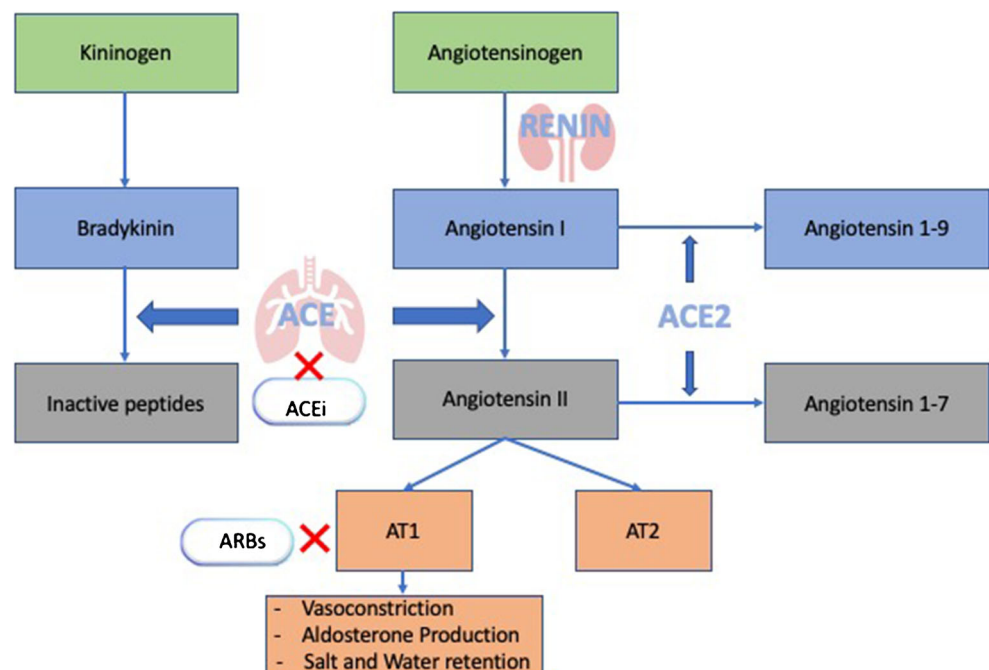 Kininogen
Angiotensinogen
RENIN
Bradykinin
Angiotensin I
Angiotensin 1-9
ACE
ACE2
Inactive peptides
ACEi
Angiotensin II
Angiotensin 1-7
ARBs
AT1
AT2
- Vasoconstriction
- Aldosterone Production
- Salt and Water retention